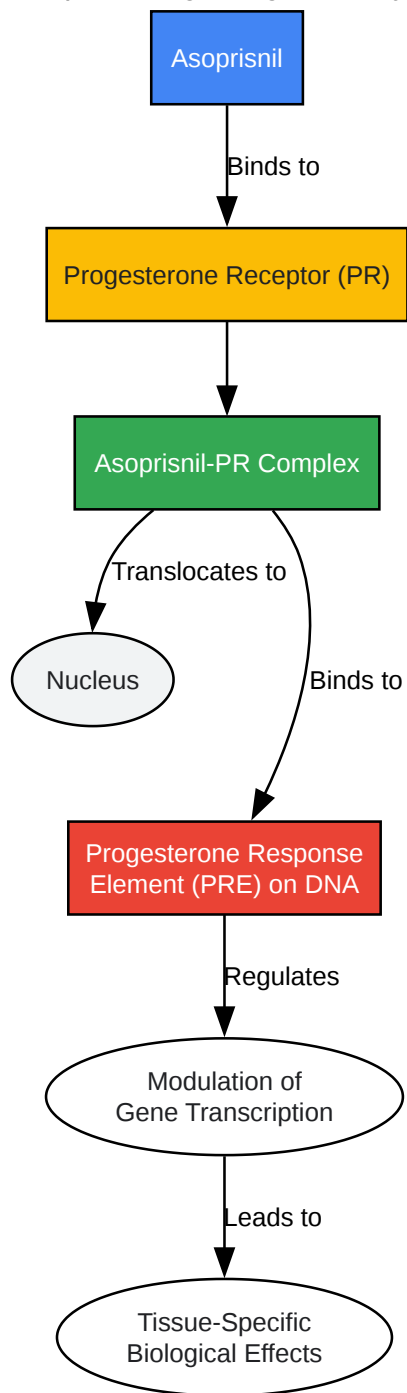 Asoprisnil
Binds to
Progesterone Receptor (PR)
Asoprisnil-PR Complex
Translocates to
Nucleus
Binds to
Progesterone Response
Element (PRE) on DNA
Regulates
Modulation of
Gene Transcription
Leads to
Tissue-Specific
Biological Effects